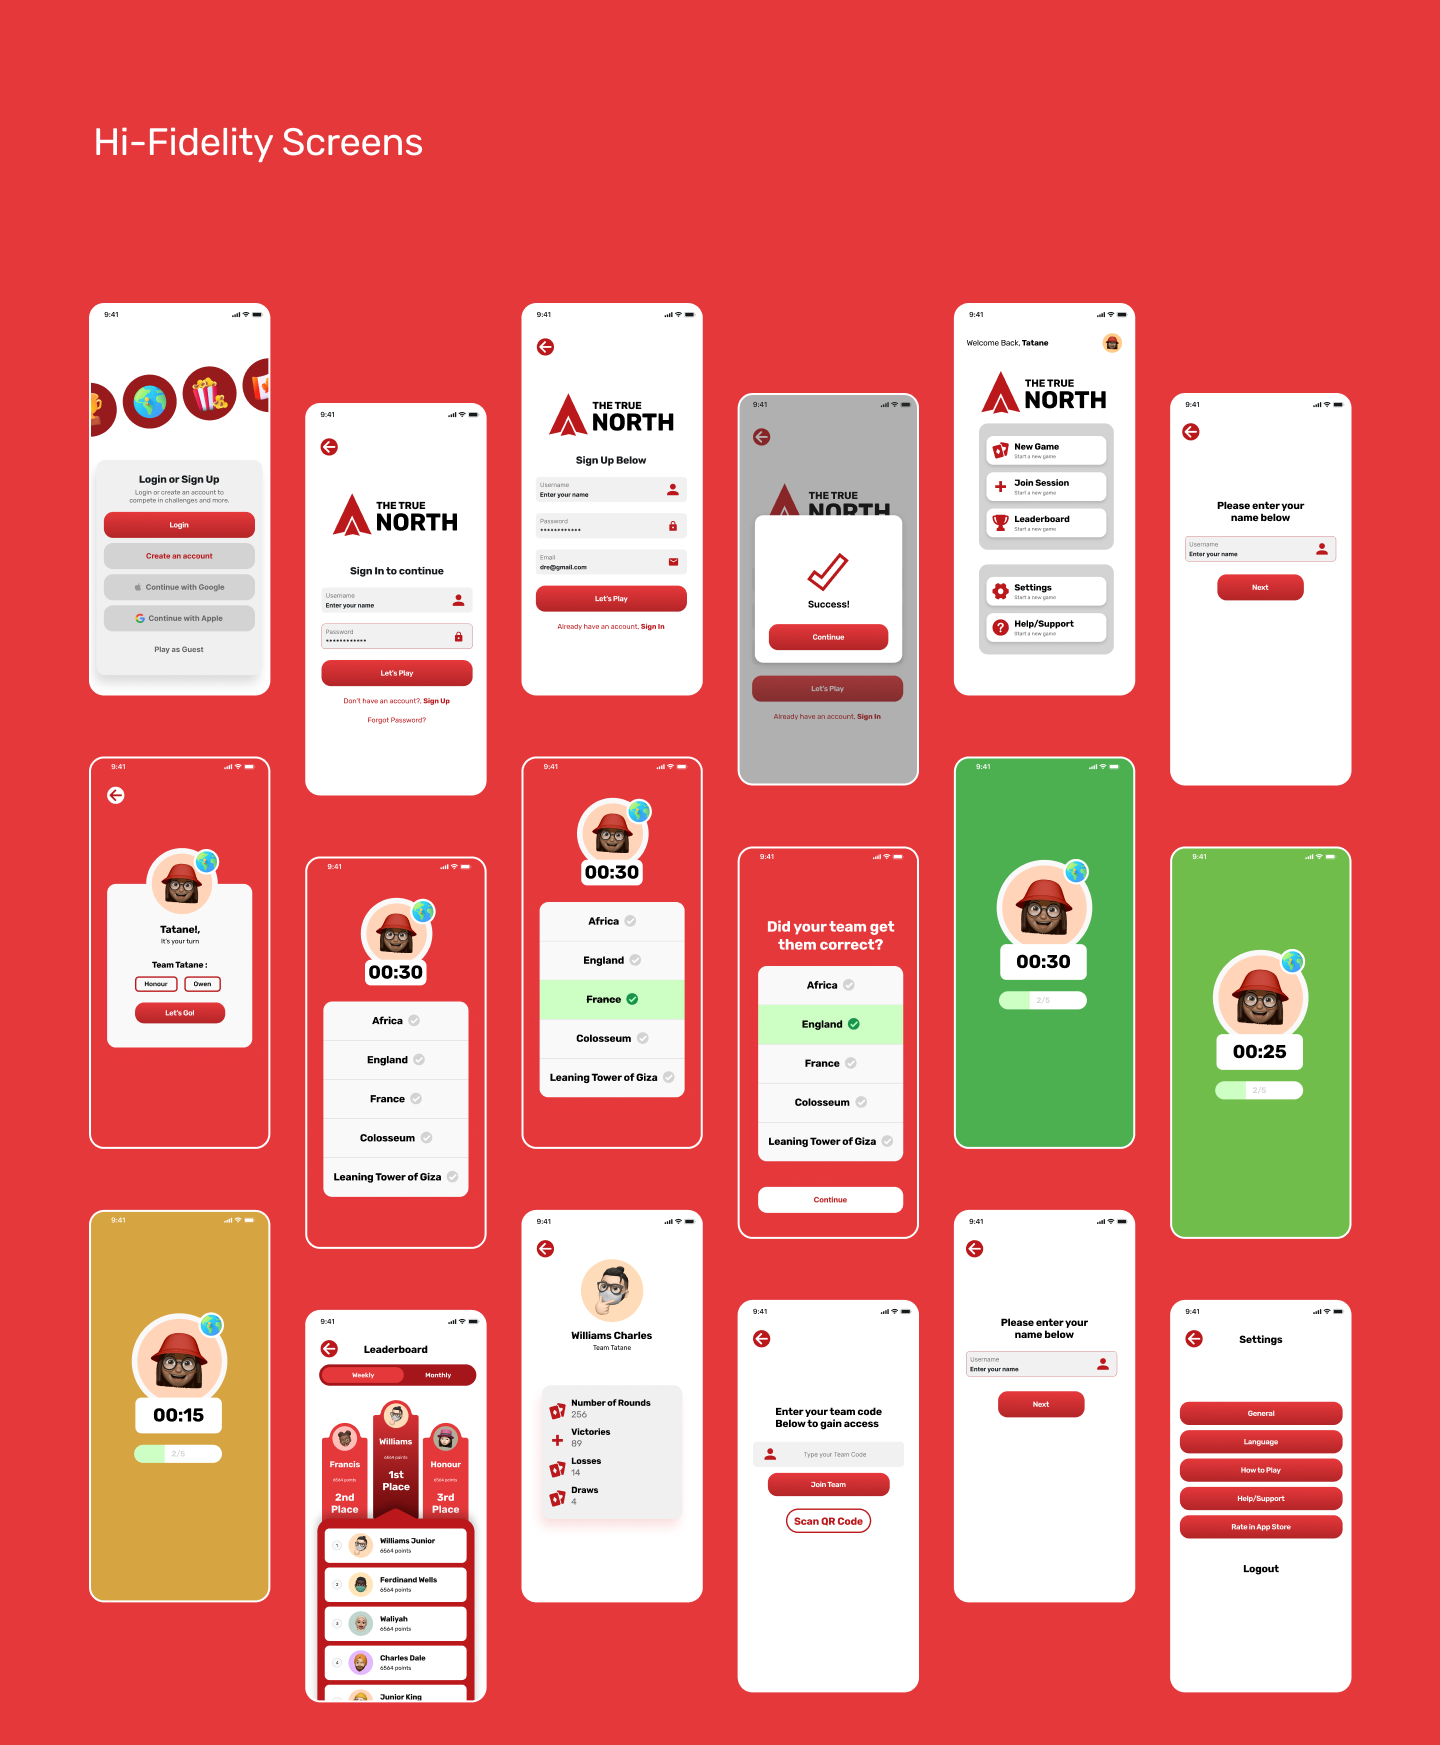 Hi-Fidelity Screens
9:41
Login or Sign Up
Login or create an account to
compete in challenges and more.
Login
Create an account
Continue with Google
Continue with Apple
Play as Guest
9:41
THE TRUE
NORTH
Sign In to continue
Username
Enter your name
Password
************
Let's Play
Don't have an account?, Sign Up
Forgot Password?
9:41
THE TRUE
NORTH
Sign Up Below
Username
Enter your name
Password
************
Email
dre@gmail.com
Let's Play
Already have an account, Sign In
9:41
THE TRUE
NORTH
Success!
Continue
Let's Play
Already have an account, Sign In
9:41
Welcome Back, Tatane
THE TRUE
NORTH
New Game
Start a new game
Join Session
Start a new game
Leaderboard
Start a new game
Settings
Start a new game
Help/Support
Start a new game
9:41
Please enter your
name below
Username
Enter your name
Next
9:41
Tatane!,
It's your turn
Team Tatane :
Honour
Owen
Let's Go!
9:41
00:30
Africa
England
France
Colosseum
Leaning Tower of Giza
9:41
00:30
Africa
England
France
Colosseum
Leaning Tower of Giza
9:41
Did your team get
them correct?
Africa
England
France
Colosseum
Leaning Tower of Giza
Continue
9:41
00:30
2/5
9:41
00:25
2/5
9:41
00:15
2/5
9:41
Leaderboard
Weekly
Monthly
Francis
6564 points
2nd
Place
Williams
6564 points
1st
Place
Honour
6564 points
3rd
Place
1
Williams Junior
6564 points
2
Ferdinand Wells
6564 points
3
Waliyah
6564 points
4
Charles Dale
6564 points
Junior King
9:41
Williams Charles
Team Tatane
Number of Rounds
256
Victories
89
Losses
14
Draws
4
9:41
Enter your team code
Below to gain access
Type your Team Code
Join Team
Scan QR Code
9:41
Please enter your
name below
Username
Enter your name
Next
9:41
Settings
General
Language
How to Play
Help/Support
Rate in App Store
Logout